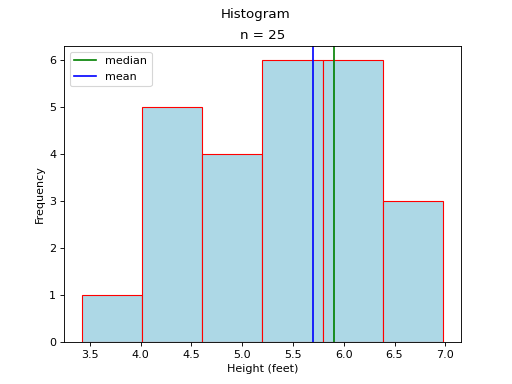 Histogram
n = 25
median
mean
Frequency
6
5
4
3
2
1
0
3.5 4.0 4.5 5.0 5.5 6.0 6.5 7.0
Height (feet)